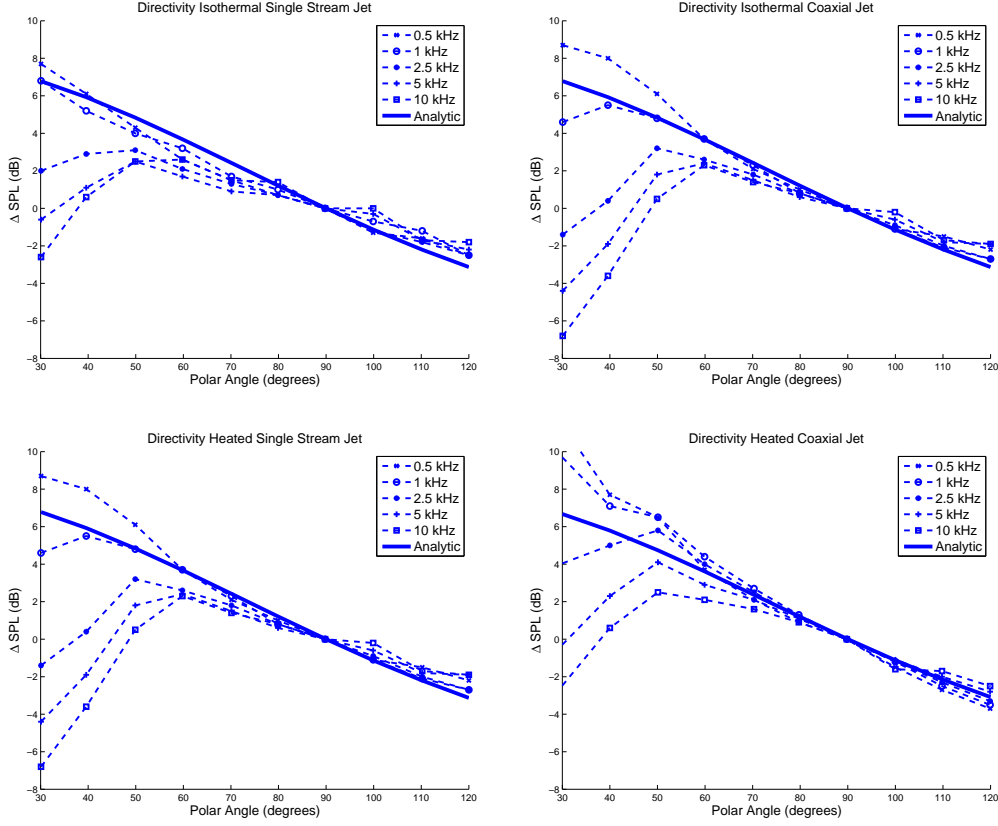 Directivity Isothermal Single Stream Jet
10
8
6
4
2
0
−2
−4
−6
−8
Δ SPL (dB)
30 40 50 60 70 80 90 100 110 120
Polar Angle (degrees)
0.5 kHz
1 kHz
2.5 kHz
5 kHz
10 kHz
Analytic
Directivity Isothermal Coaxial Jet
10
8
6
4
2
0
−2
−4
−6
−8
Δ SPL (dB)
30 40 50 60 70 80 90 100 110 120
Polar Angle (degrees)
0.5 kHz
1 kHz
2.5 kHz
5 kHz
10 kHz
Analytic
Directivity Heated Single Stream Jet
10
8
6
4
2
0
−2
−4
−6
−8
Δ SPL (dB)
30 40 50 60 70 80 90 100 110 120
Polar Angle (degrees)
0.5 kHz
1 kHz
2.5 kHz
5 kHz
10 kHz
Analytic
Directivity Heated Coaxial Jet
10
8
6
4
2
0
−2
−4
−6
−8
Δ SPL (dB)
30 40 50 60 70 80 90 100 110 120
Polar Angle (degrees)
0.5 kHz
1 kHz
2.5 kHz
5 kHz
10 kHz
Analytic